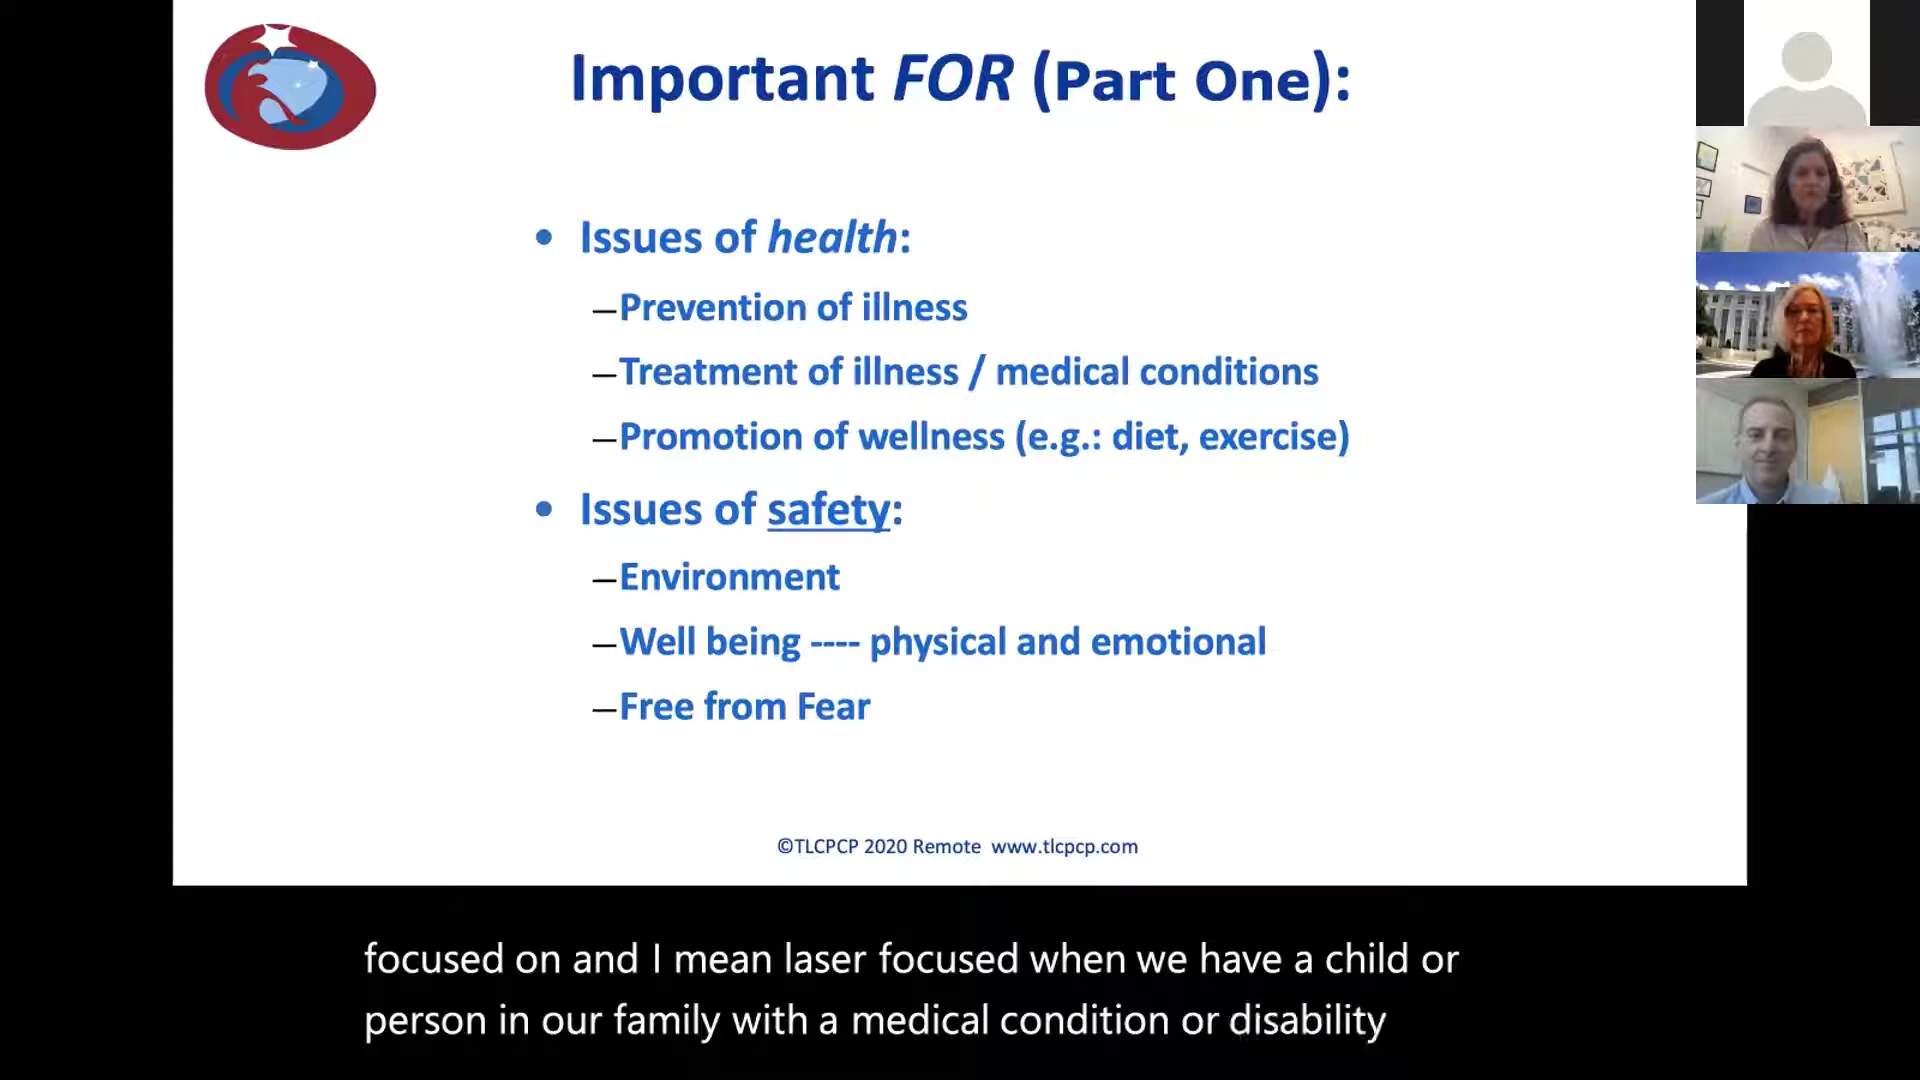 Important FOR (Part One):
• Issues of health:
–Prevention of illness
–Treatment of illness / medical conditions
–Promotion of wellness (e.g.: diet, exercise)
• Issues of safety:
–Environment
–Well being ---- physical and emotional
–Free from Fear
©TLCPCP 2020 Remote www.tlcpcp.com
focused on and I mean laser focused when we have a child or
person in our family with a medical condition or disability